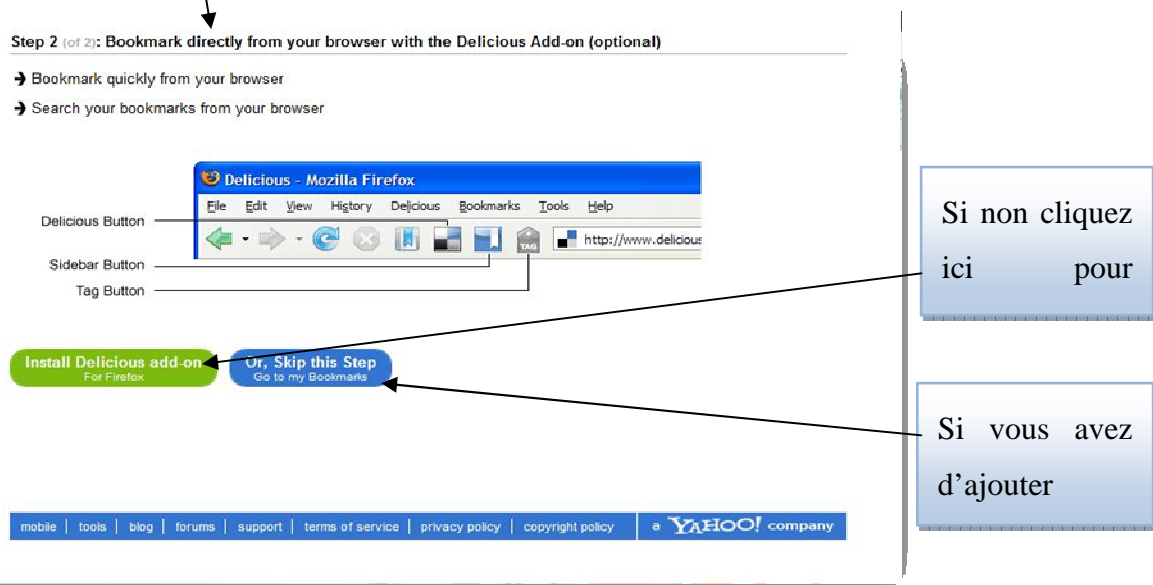 Step 2 (of 2): Bookmark directly from your browser with the Delicious Add-on (optional)
Bookmark quickly from your browser
Search your bookmarks from your browser
Delicious - Mozilla Firefox
File Edit View History Delicious Bookmarks Tools Help
Delicious Button
TAG
http://www.delicious
Sidebar Button
Tag Button
Si non cliquez
ici pour
Install Delicious add-on
For Firefox
Or, Skip this Step
Go to my Bookmarks
Si vous avez
d’ajouter
mobile | tools | blog | forums | support | terms of service | privacy policy | copyright policy
a YAHOO! company